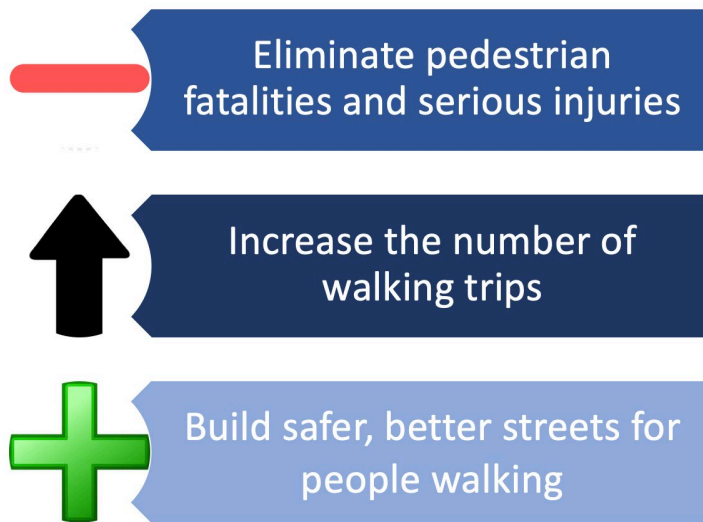 Eliminate pedestrian
fatalities and serious injuries
Increase the number of
walking trips
Build safer, better streets for
people walking